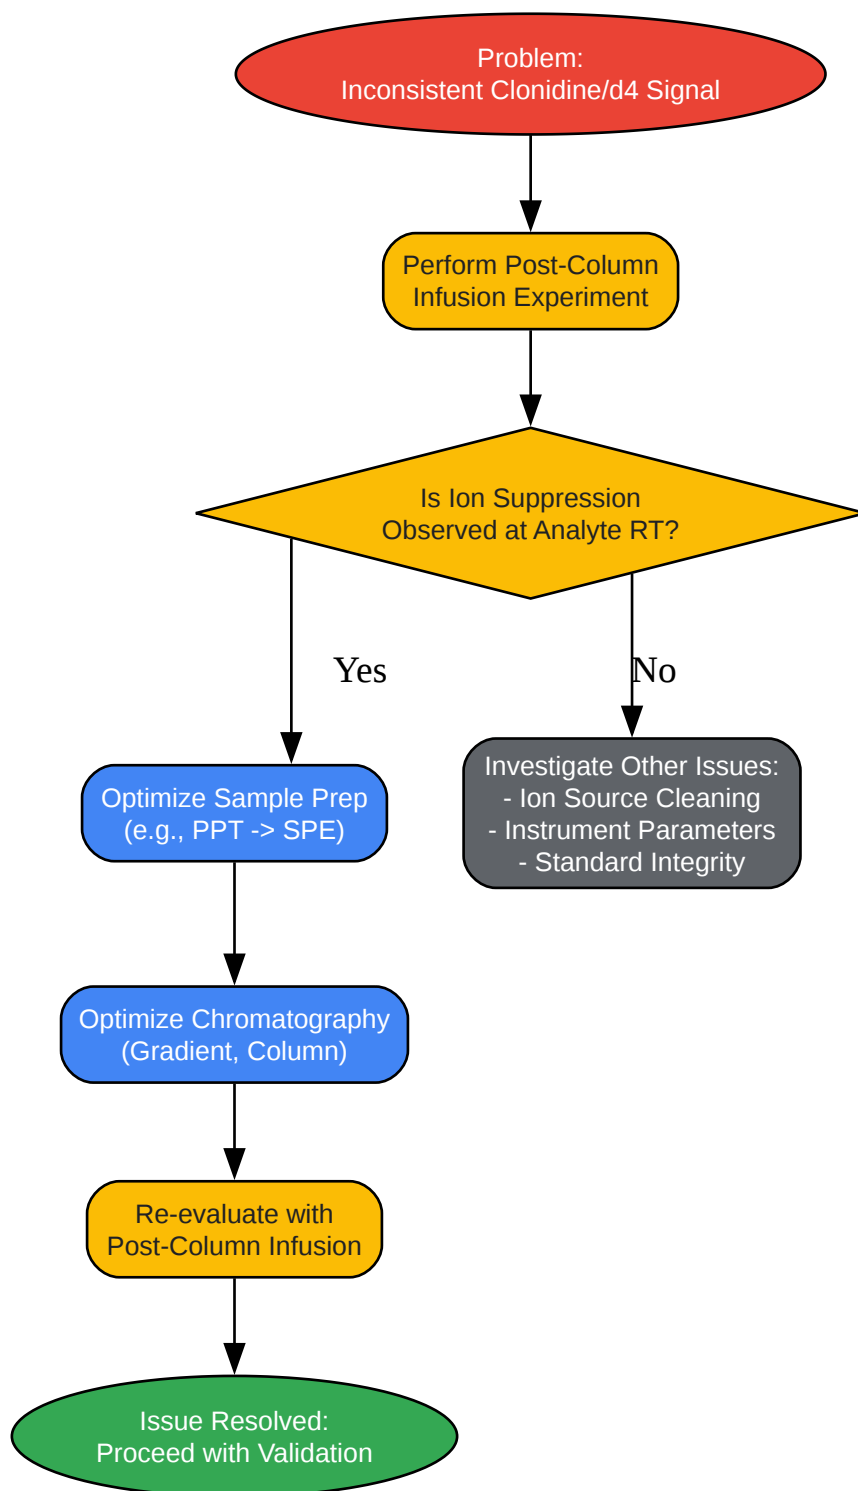 Problem:
Inconsistent Clonidine/d4 Signal
Perform Post-Column
Infusion Experiment
Is Ion Suppression
Observed at Analyte RT?
Yes
No
Optimize Sample Prep
(e.g., PPT -> SPE)
Investigate Other Issues:
- Ion Source Cleaning
- Instrument Parameters
- Standard Integrity
Optimize Chromatography
(Gradient, Column)
Re-evaluate with
Post-Column Infusion
Issue Resolved:
Proceed with Validation